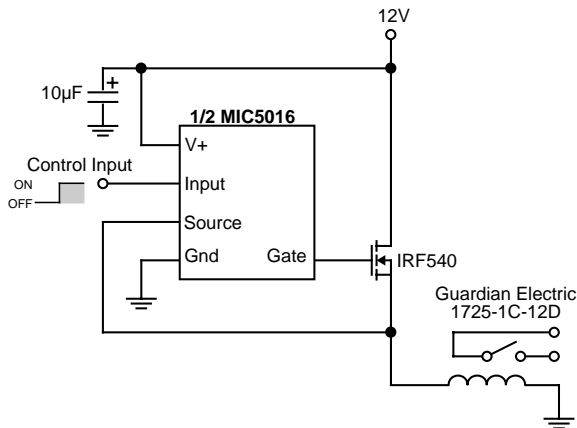 12V
10µF
+
1/2 MIC5016
V+
Control Input
ON
OFF
Input
Source
Gnd
Gate
IRF540
Guardian Electric
1725-1C-12D